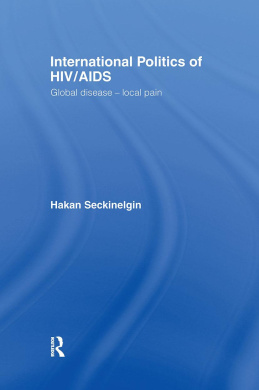 International Politics of
HIV/AIDS
Global disease – local pain
Hakan Seckinelgin
Routledge